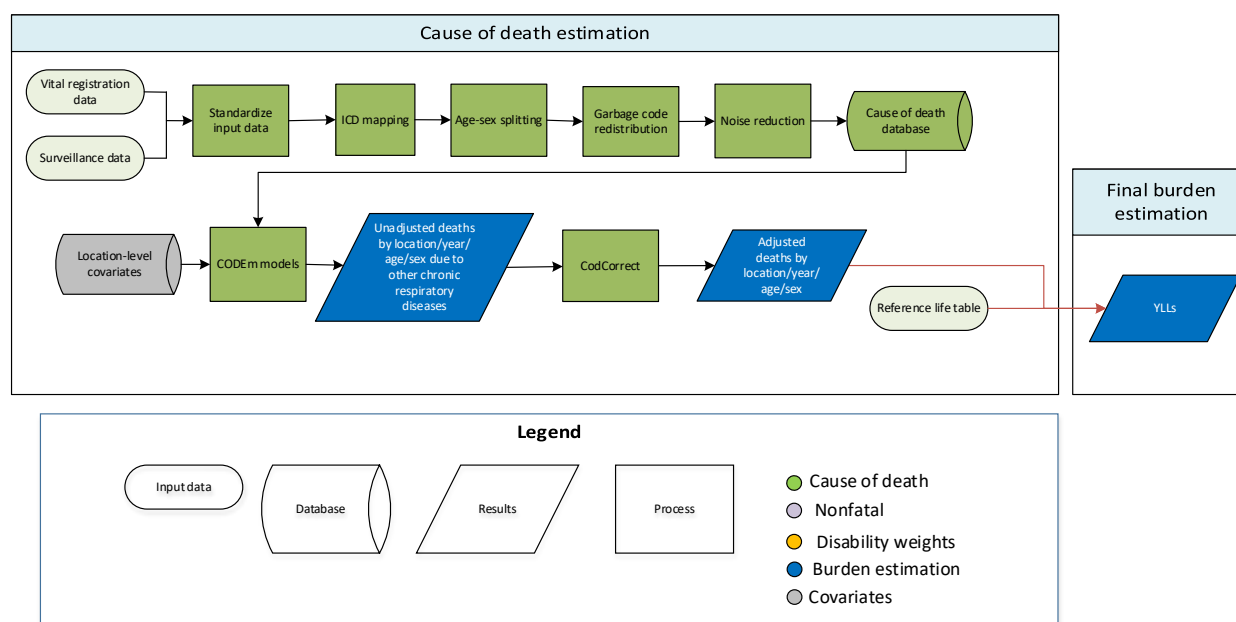 Cause of death estimation
Vital registration
data
Surveillance data
Standardize
input data
ICD mapping
Age-sex splitting
Garbage code
redistribution
Noise reduction
Cause of death
database
Location-level
covariates
CODEm models
Unadjusted deaths
by location/year/
age/sex due to
other chronic
respiratory
diseases
CodCorrect
Adjusted
deaths by
location/year/
age/sex
Reference life table
Final burden
estimation
YLLs
Legend
Input data
Database
Results
Process
Cause of death
Nonfatal
Disability weights
Burden estimation
Covariates